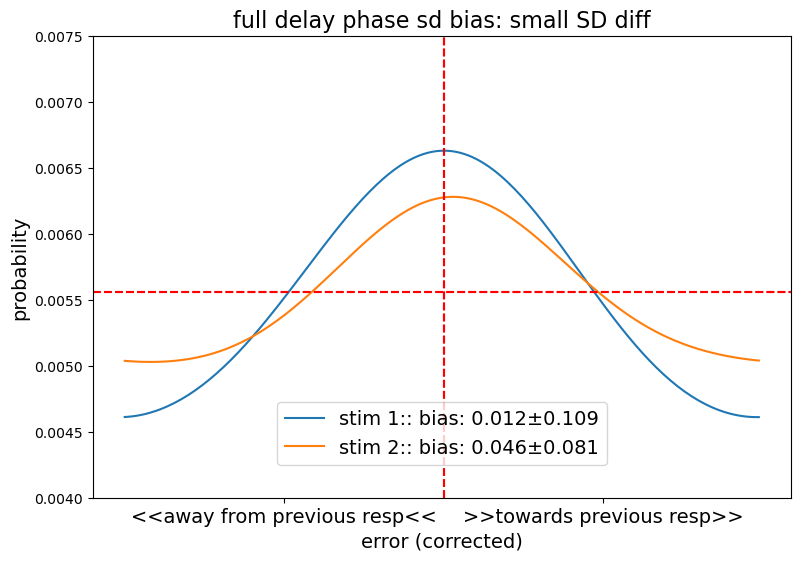 full delay phase sd bias: small SD diff
0.0075
0.0070
0.0065
0.0060
0.0055
0.0050
0.0045
0.0040
probability
stim 1:: bias: 0.012±0.109
stim 2:: bias: 0.046±0.081
<<away from previous resp<< >>towards previous resp>>
error (corrected)